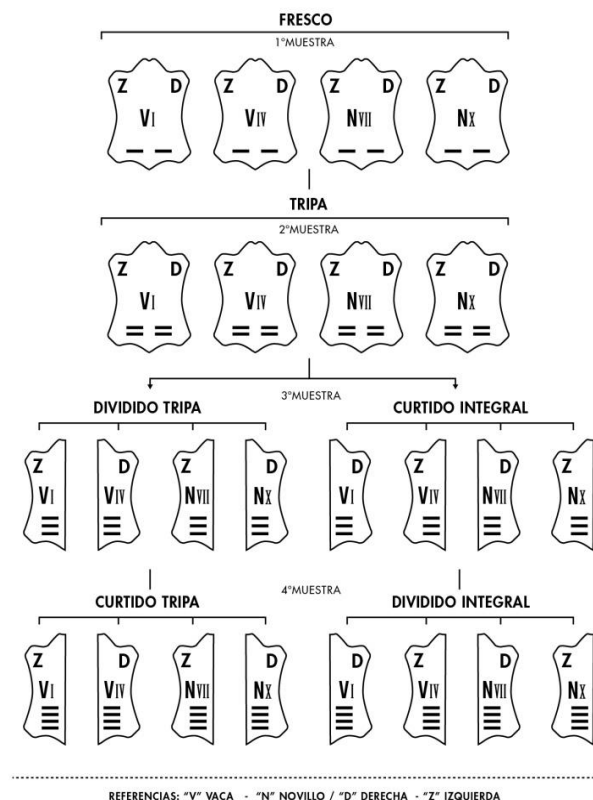 FRESCO
1°MUESTRA
Z D Z D Z D Z D
VI VIV NVII NX
TRIPA
2°MUESTRA
Z D Z D Z D Z D
VI VIV NVII NX
3°MUESTRA
DIVIDIDO TRIPA CURTIDO INTEGRAL
Z D Z D D Z D Z
VI VIV NVII NX VI VIV NVII NX
4°MUESTRA
CURTIDO TRIPA DIVIDIDO INTEGRAL
Z D Z D D Z D Z
VI VIV NVII NX VI VIV NVII NX
REFERENCIAS: "V" VACA - "N" NOVILLO / "D" DERECHA - "Z" IZQUIERDA